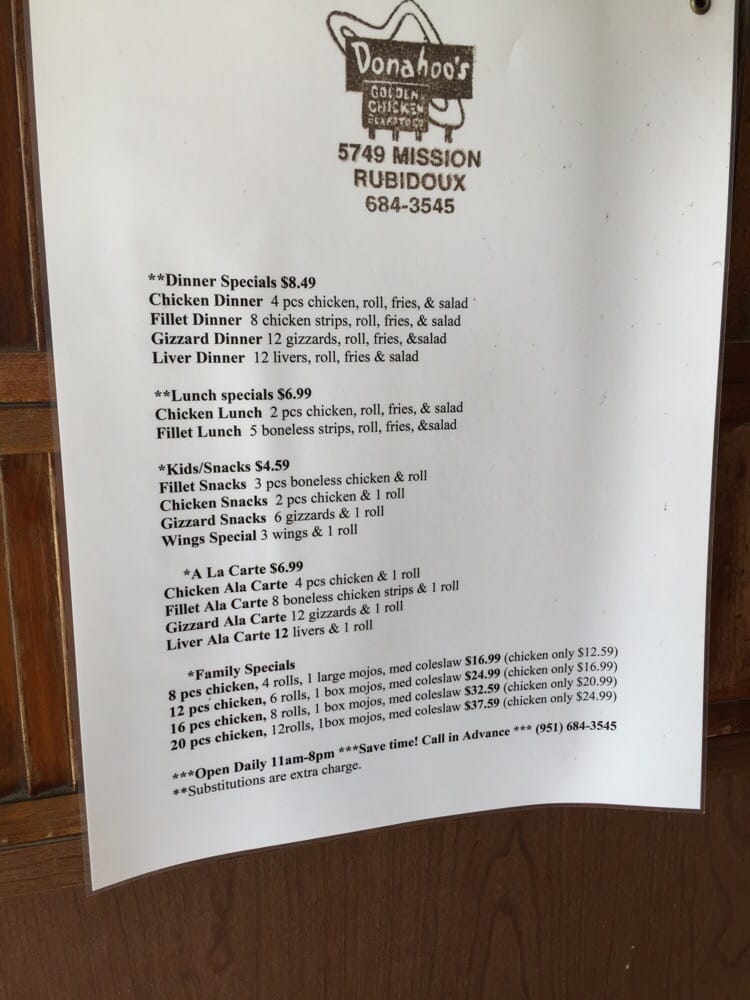 Donahoo's
GOLDEN
CHICKEN
5749 MISSION
RUBIDOUX
684-3545
**Dinner Specials $8.49
Chicken Dinner 4 pcs chicken, roll, fries, & salad
Fillet Dinner 8 chicken strips, roll, fries, & salad
Gizzard Dinner 12 gizzards, roll, fries, &salad
Liver Dinner 12 livers, roll, fries & salad
**Lunch specials $6.99
Chicken Lunch 2 pcs chicken, roll, fries, & salad
Fillet Lunch 5 boneless strips, roll, fries, &salad
*Kids/Snacks $4.59
Fillet Snacks 3 pcs boneless chicken & roll
Chicken Snacks 2 pcs chicken & 1 roll
Gizzard Snacks 6 gizzards & 1 roll
Wings Special 3 wings & 1 roll
*A La Carte $6.99
Chicken Ala Carte 4 pcs chicken & 1 roll
Fillet Ala Carte 8 boneless chicken strips & 1 roll
Gizzard Ala Carte 12 gizzards & 1 roll
Liver Ala Carte 12 livers & 1 roll
*Family Specials
8 pcs chicken, 4 rolls, 1 large mojos, med coleslaw $16.99 (chicken only $12.59)
12 pcs chicken, 6 rolls, 1 box mojos, med coleslaw $24.99 (chicken only $16.99)
16 pcs chicken, 8 rolls, 1 box mojos, med coleslaw $32.59 (chicken only $20.99)
20 pcs chicken, 12rolls, 1box mojos, med coleslaw $37.59 (chicken only $24.99)
***Open Daily 11am-8pm ***Save time! Call in Advance *** (951) 684-3545
**Substitutions are extra charge.